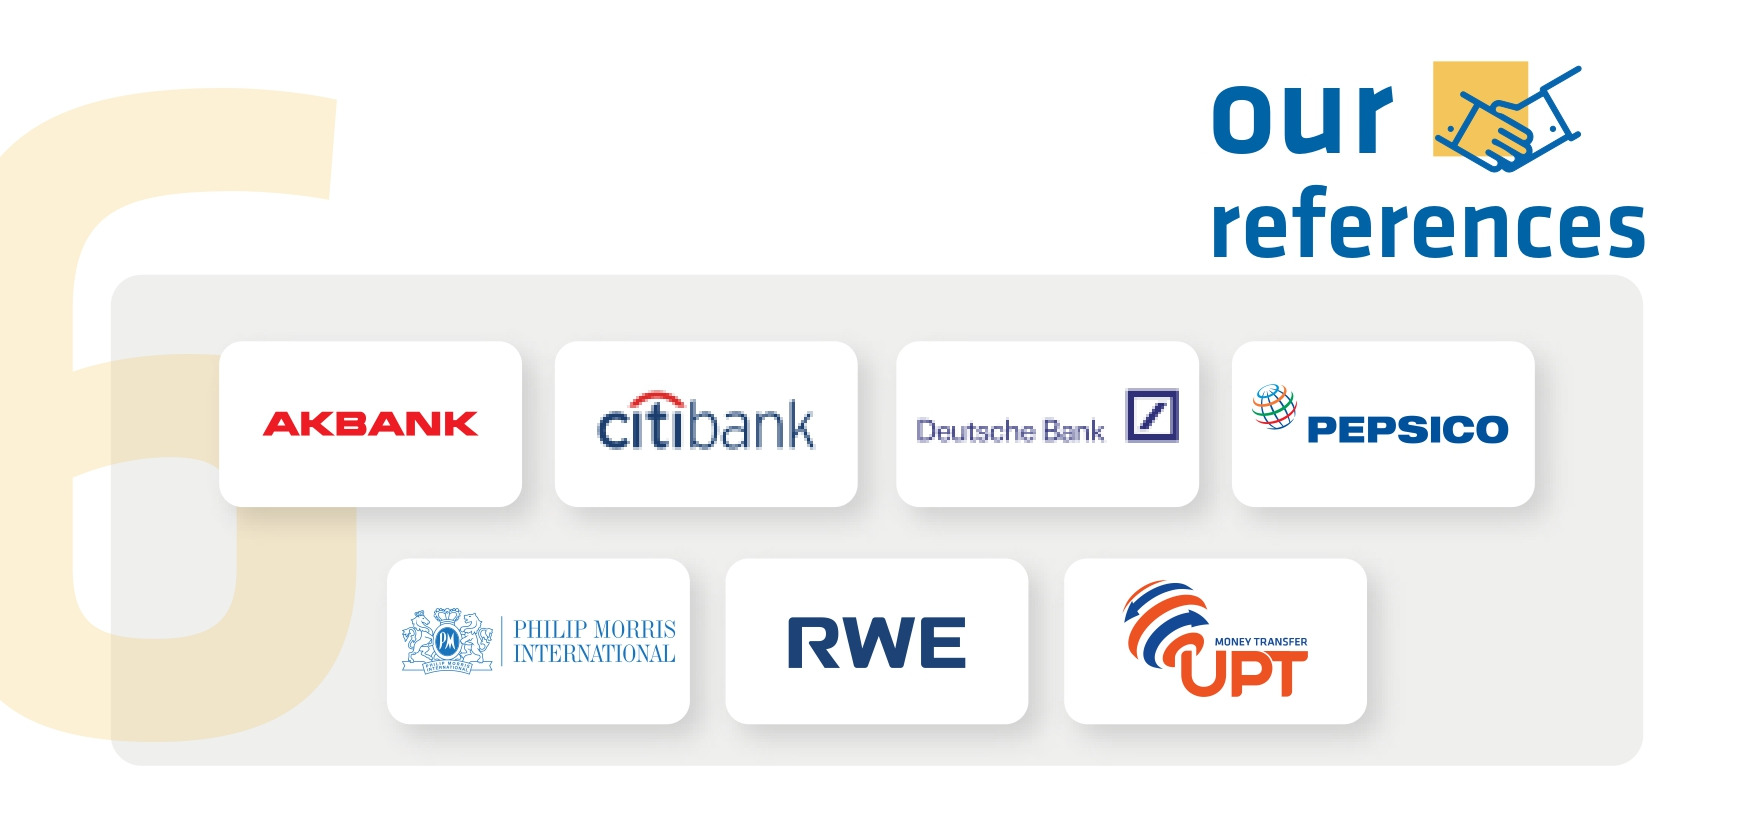 6
our
references
AKBANK
citibank
Deutsche Bank
PEPSICO
PM
PHILIP MORRIS
INTERNATIONAL
PHILIP MORRIS
INTERNATIONAL
RWE
MONEY TRANSFER
UPT